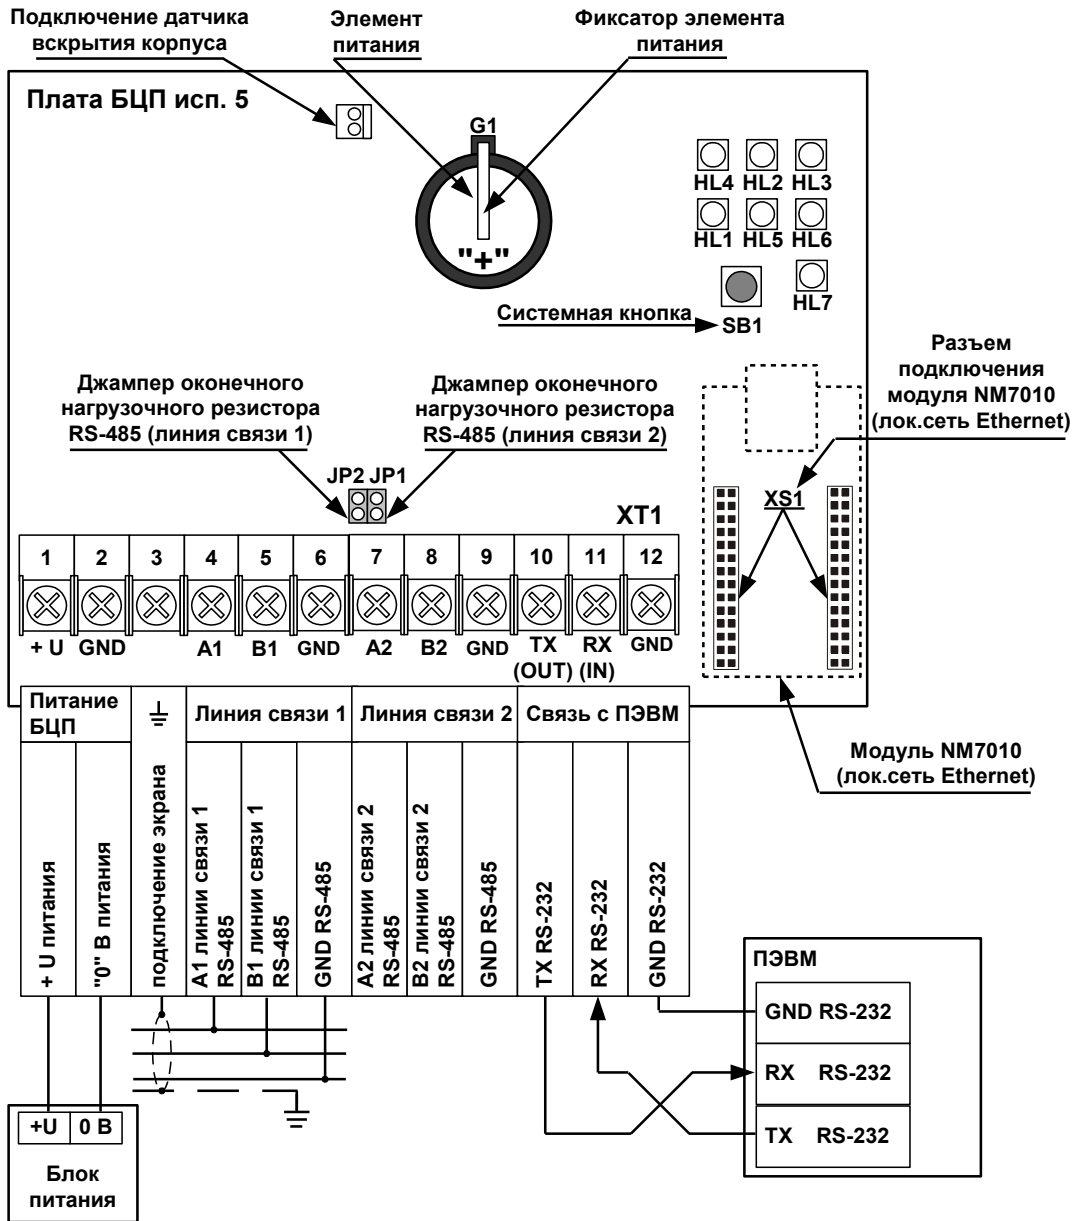 Подключение датчика
вскрытия корпуса
Элемент
питания
Фиксатор элемента
питания
Плата БЦП исп. 5
G1
"+"
HL4 HL2 HL3
HL1 HL5 HL6
HL7
Системная кнопка
SB1
Разъем
подключения
модуля NM7010
(лок.сеть Ethernet)
Джампер оконечного
нагрузочного резистора
RS-485 (линия связи 1)
Джампер оконечного
нагрузочного резистора
RS-485 (линия связи 2)
JP2 JP1
XS1
XT1
1 2 3 4 5 6 7 8 9 10 11 12
+ U GND A1 B1 GND A2 B2 GND TX RX GND
(OUT) (IN)
Питание
БЦП
Линия связи 1
Линия связи 2
Связь с ПЭВМ
Модуль NM7010
(лок.сеть Ethernet)
+ U питания
"0" В питания
подключение экрана
A1 линии связи 1
RS-485
B1 линии связи 1
RS-485
GND RS-485
A2 линии связи 2
RS-485
B2 линии связи 2
RS-485
GND RS-485
TX RS-232
RX RS-232
GND RS-232
ПЭВМ
GND RS-232
RX RS-232
TX RS-232
+U 0 В
Блок
питания